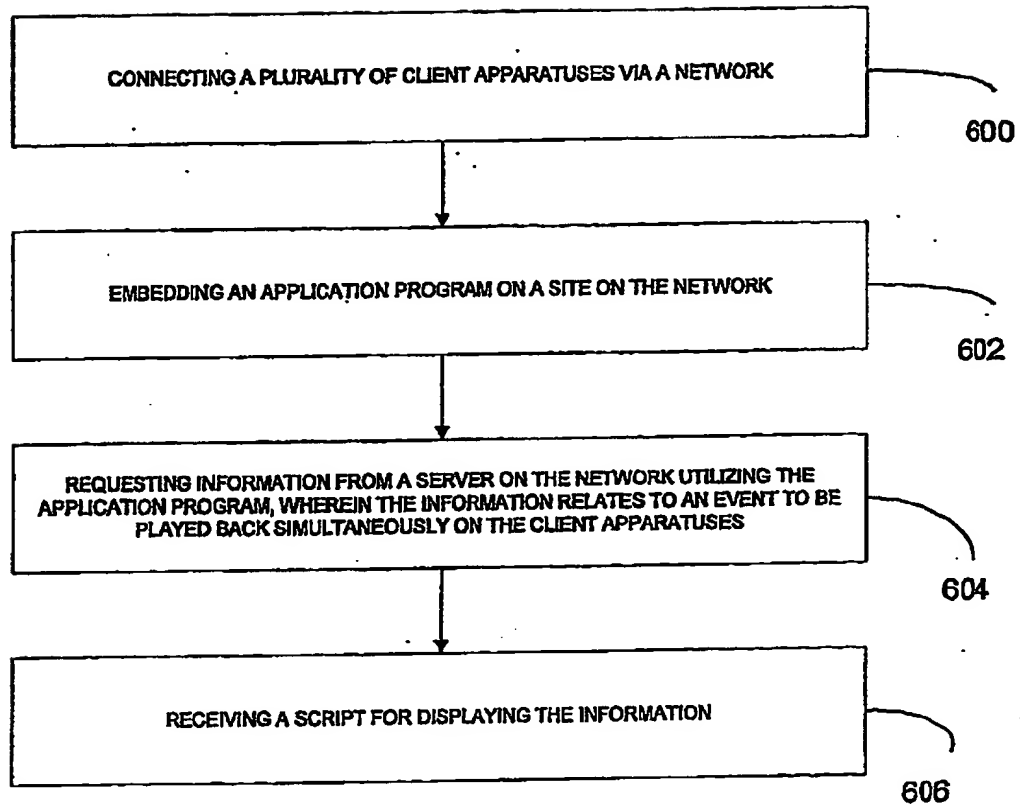 CONNECTING A PLURALITY OF CLIENT APPARATUSES VIA A NETWORK
600
EMBEDDING AN APPLICATION PROGRAM ON A SITE ON THE NETWORK
602
REQUESTING INFORMATION FROM A SERVER ON THE NETWORK UTILIZING THE
APPLICATION PROGRAM, WHEREIN THE INFORMATION RELATES TO AN EVENT TO BE
PLAYED BACK SIMULTANEOUSLY ON THE CLIENT APPARATUSES
604
RECEIVING A SCRIPT FOR DISPLAYING THE INFORMATION
606